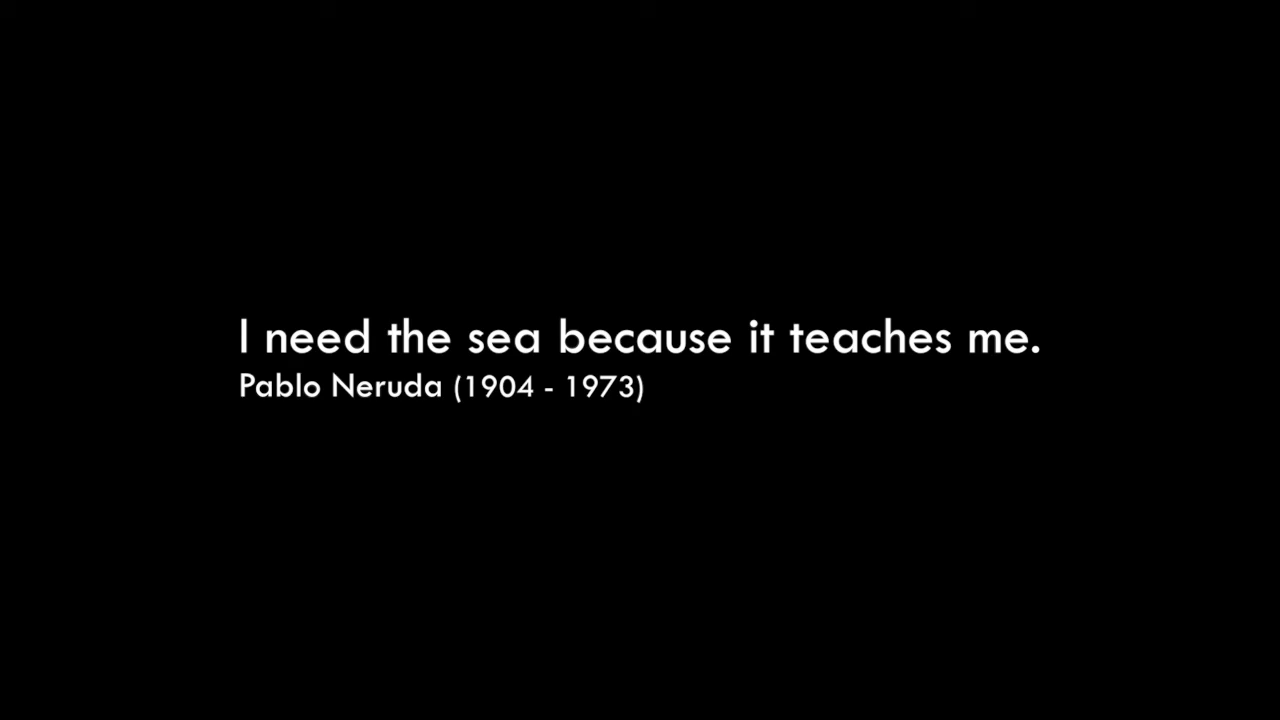 I need the sea because it teaches me.
Pablo Neruda (1904 - 1973)